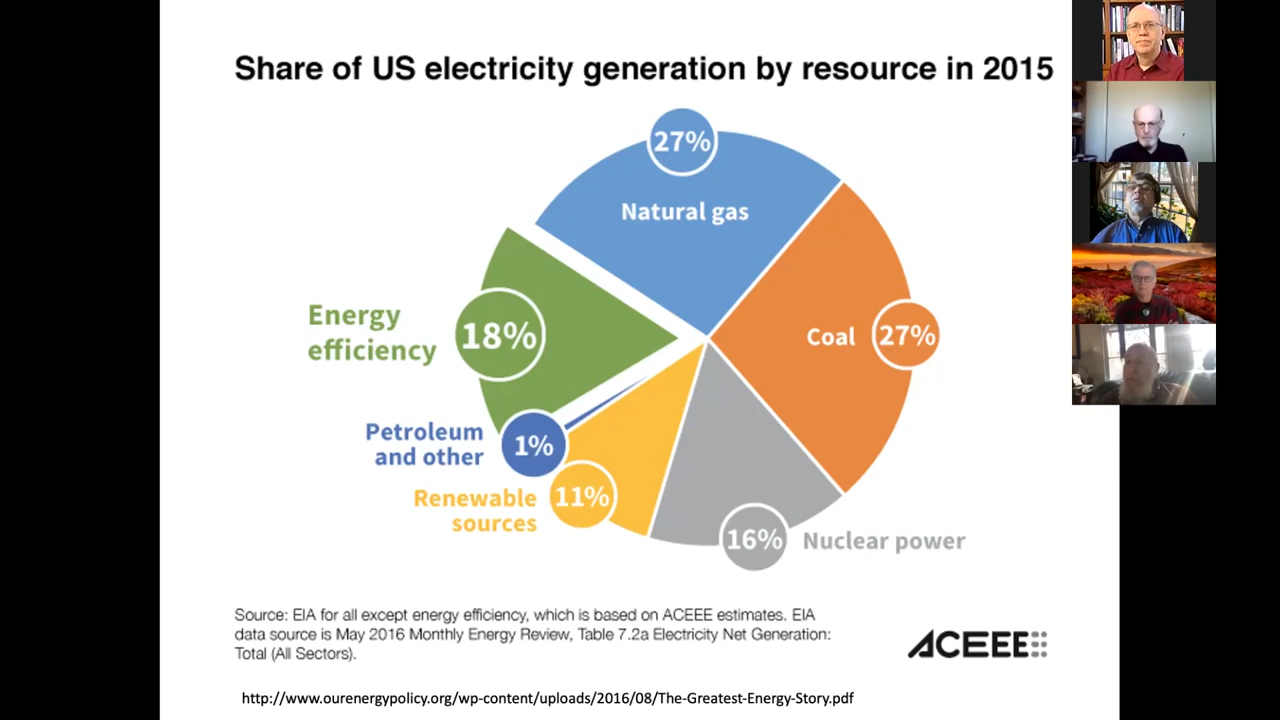 Share of US electricity generation by resource in 2015
27%
Natural gas
Coal
27%
Energy
efficiency
18%
Petroleum
and other
1%
Renewable
sources
11%
16%
Nuclear power
Source: EIA for all except energy efficiency, which is based on ACEEE estimates. EIA
data source is May 2016 Monthly Energy Review, Table 7.2a Electricity Net Generation:
Total (All Sectors).
ACEEE
http://www.ourenergypolicy.org/wp-content/uploads/2016/08/The-Greatest-Energy-Story.pdf